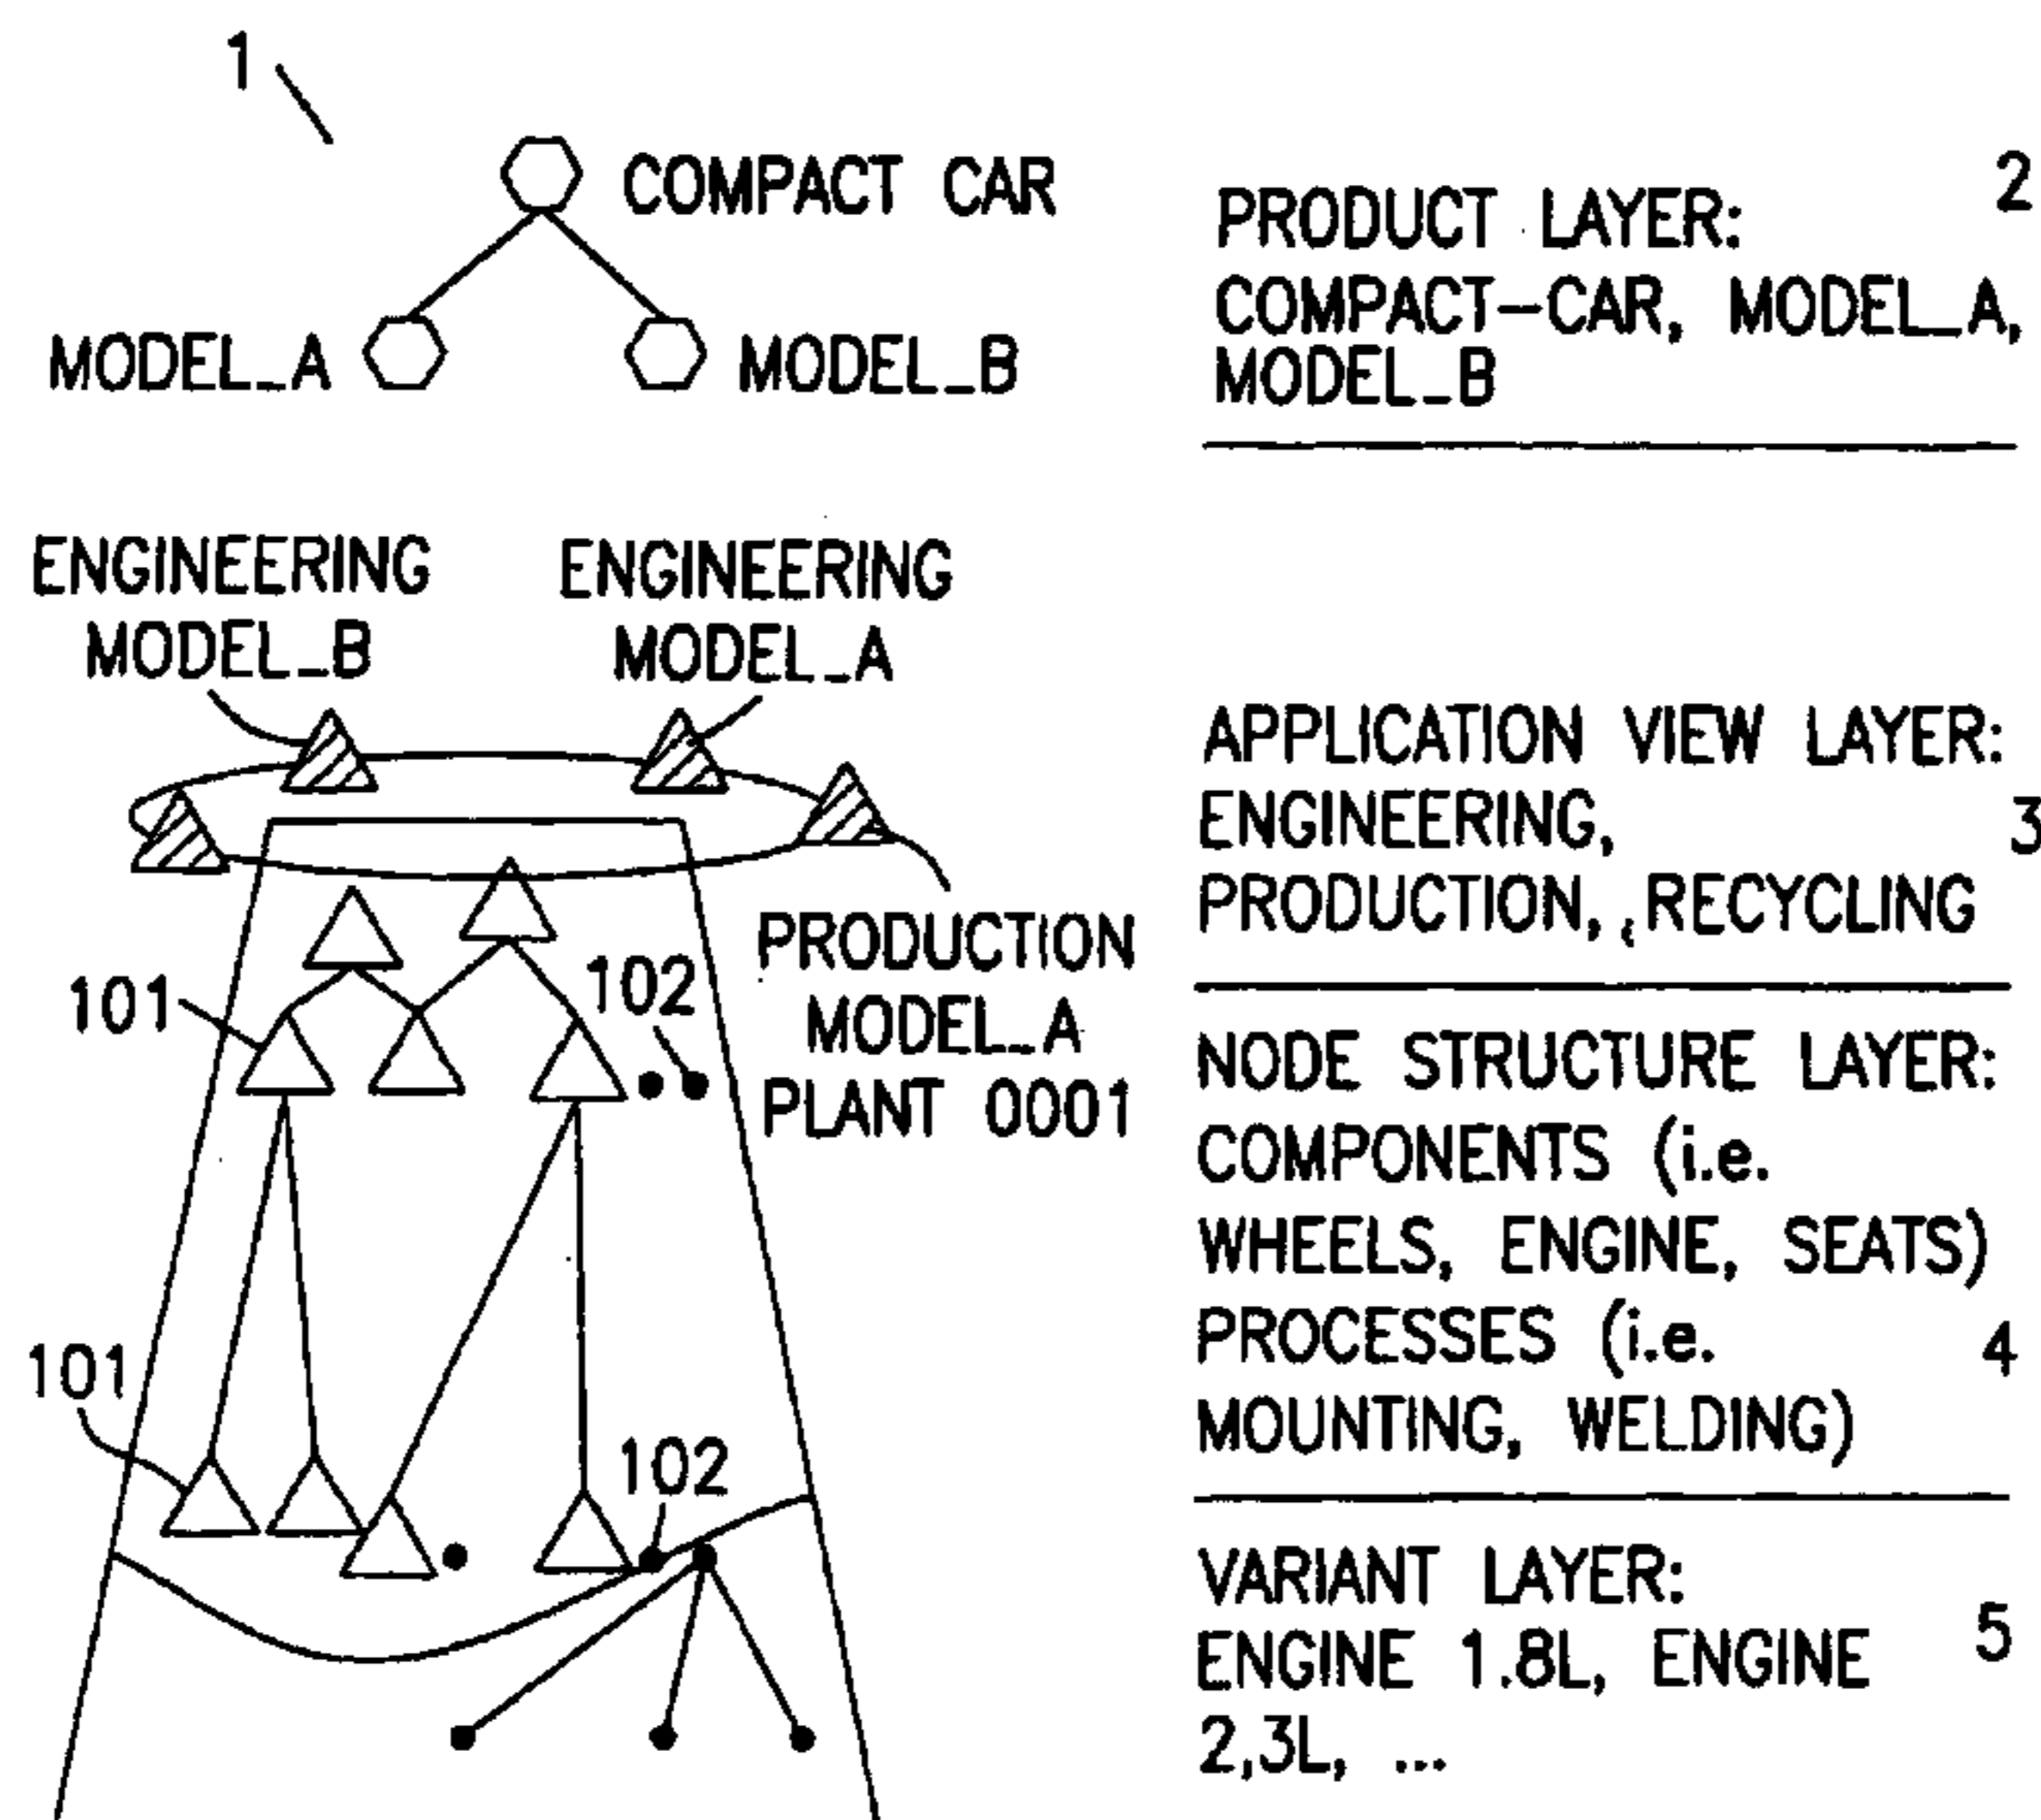 1
COMPACT CAR
MODEL_A
MODEL_B
PRODUCT LAYER:
2
COMPACT-CAR, MODEL_A,
MODEL_B
ENGINEERING
MODEL_B
ENGINEERING
MODEL_A
APPLICATION VIEW LAYER:
ENGINEERING,
3
PRODUCTION, RECYCLING
101
102
PRODUCTION
MODEL_A
PLANT 0001
NODE STRUCTURE LAYER:
COMPONENTS (i.e.
WHEELS, ENGINE, SEATS)
PROCESSES (i.e.
4
MOUNTING, WELDING)
101
102
VARIANT LAYER:
ENGINE 1.8L, ENGINE
5
2,3L, ...